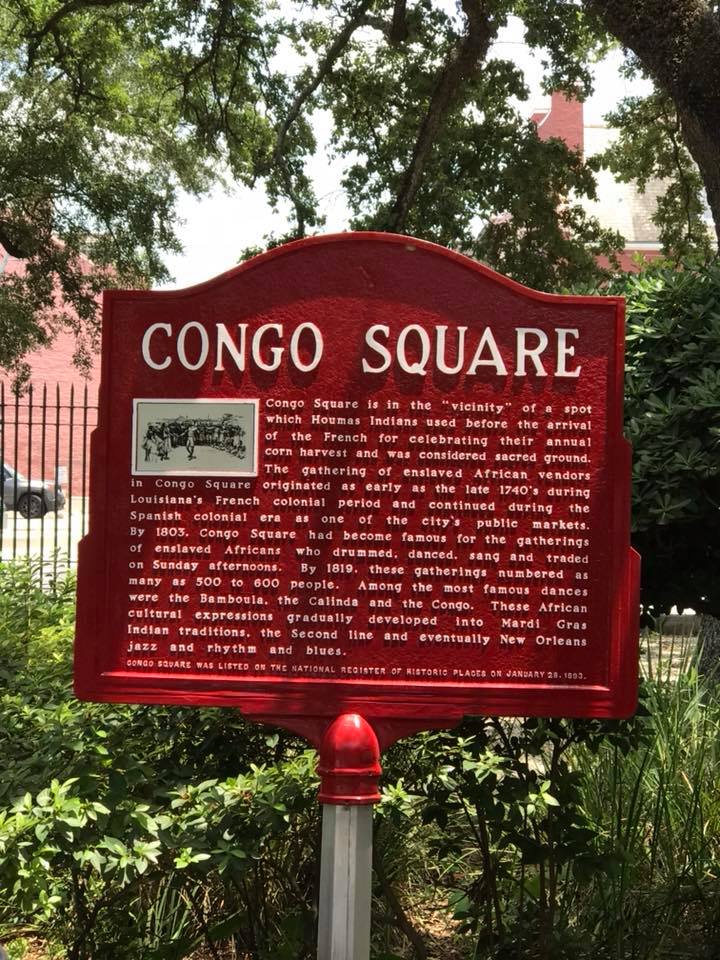 CONGO SQUARE
Congo Square is in the "vicinity" of a spot
which Houmas Indians used before the arrival
of the French for celebrating their annual
corn harvest and was considered sacred ground.
The gathering of enslaved African vendors
in Congo Square originated as early as the late 1740's during
Louisiana's French colonial period and continued during the
Spanish colonial era as one of the city's public markets.
By 1803, Congo Square had become famous for the gatherings
of enslaved Africans who drummed, danced, sang and traded
on Sunday afternoons. By 1819, these gatherings numbered as
many as 500 to 600 people. Among the most famous dances
were the Bamboula, the Calinda and the Congo. These African
cultural expressions gradually developed into Mardi Gras
Indian traditions, the Second line and eventually New Orleans
jazz and rhythm and blues.
CONGO SQUARE WAS LISTED ON THE NATIONAL REGISTER OF HISTORIC PLACES ON JANUARY 28, 1993.